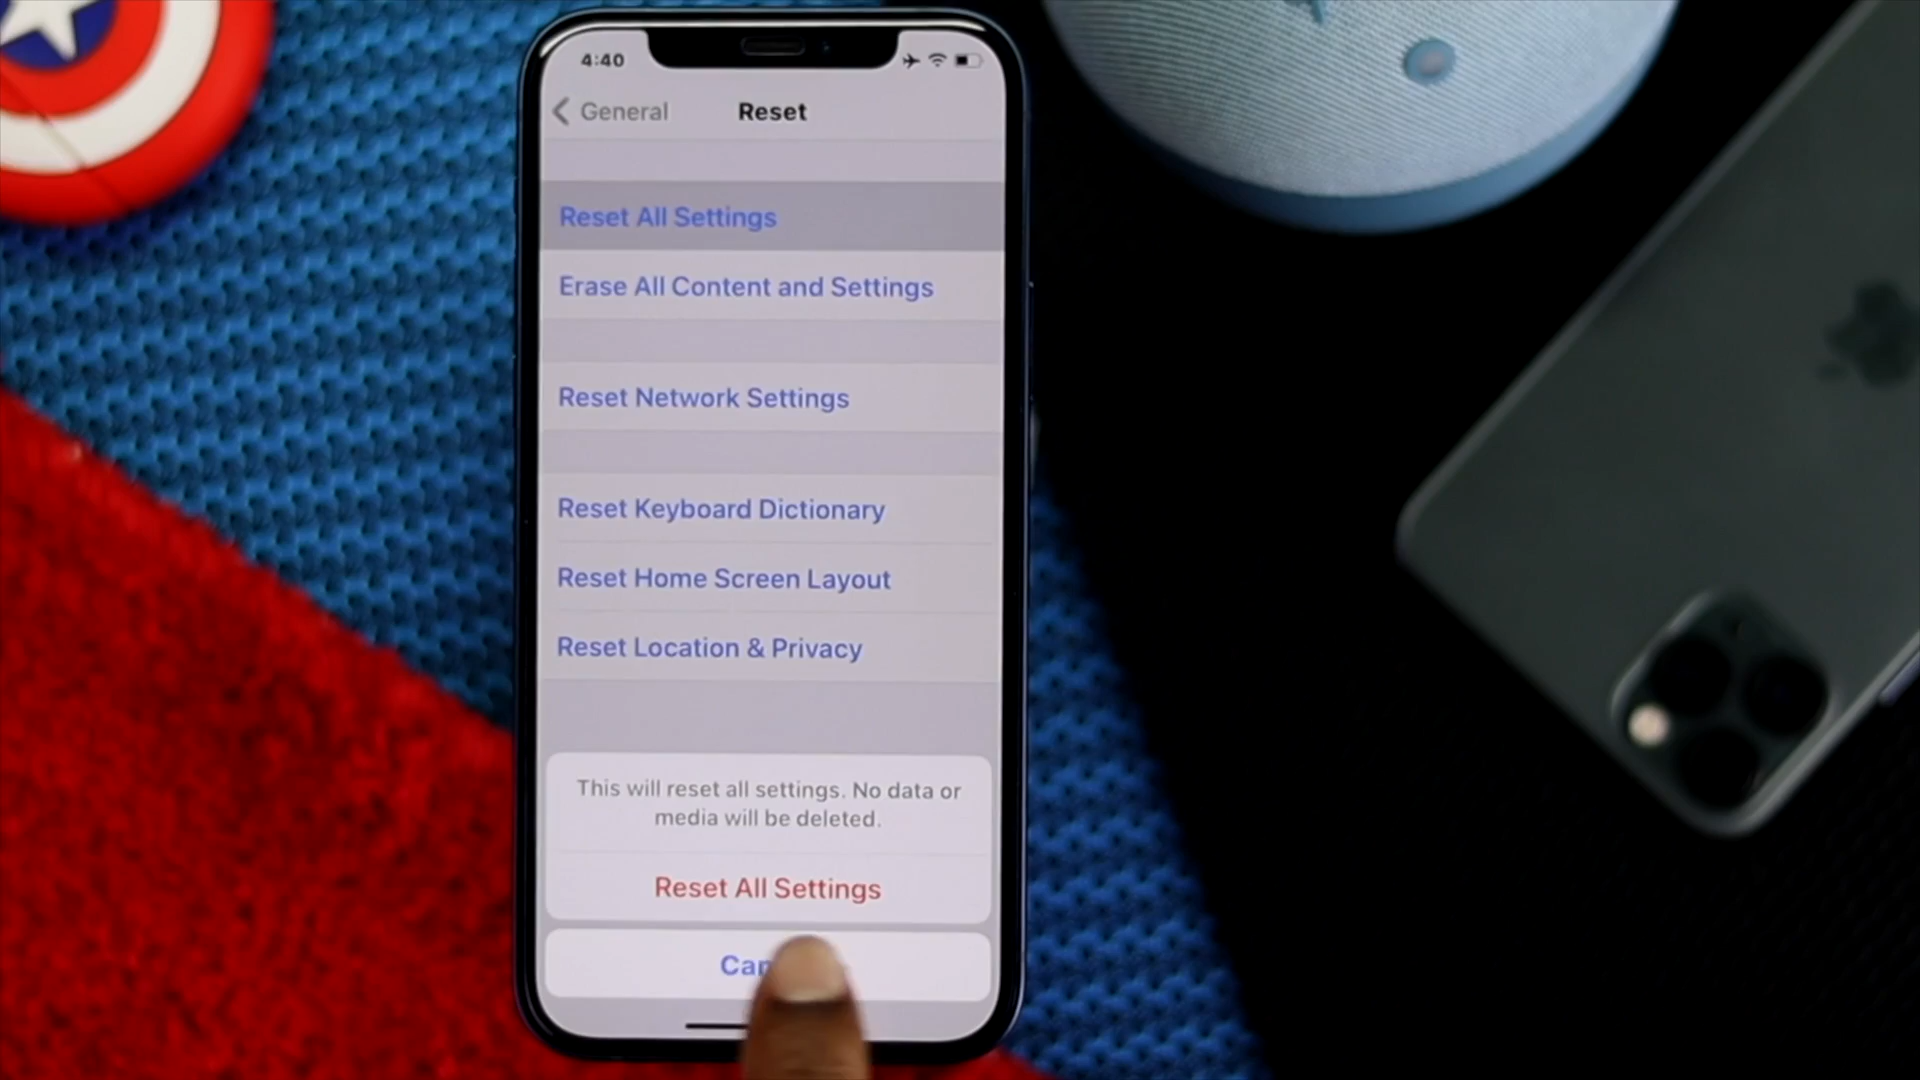 4:40
General
Reset
Reset All Settings
Erase All Content and Settings
Reset Network Settings
Reset Keyboard Dictionary
Reset Home Screen Layout
Reset Location & Privacy
This will reset all settings. No data or
media will be deleted.
Reset All Settings